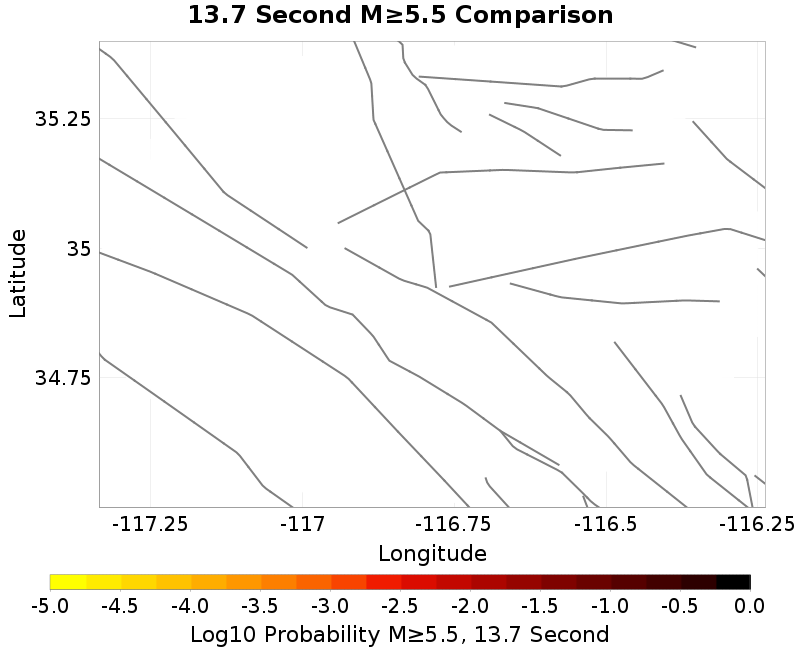 13.7 Second M≥5.5 Comparison
35.25
35
34.75
Latitude
-117.25 -117 -116.75 -116.5 -116.25
Longitude
-5.0 -4.5 -4.0 -3.5 -3.0 -2.5 -2.0 -1.5 -1.0 -0.5 0.0
Log10 Probability M≥5.5, 13.7 Second